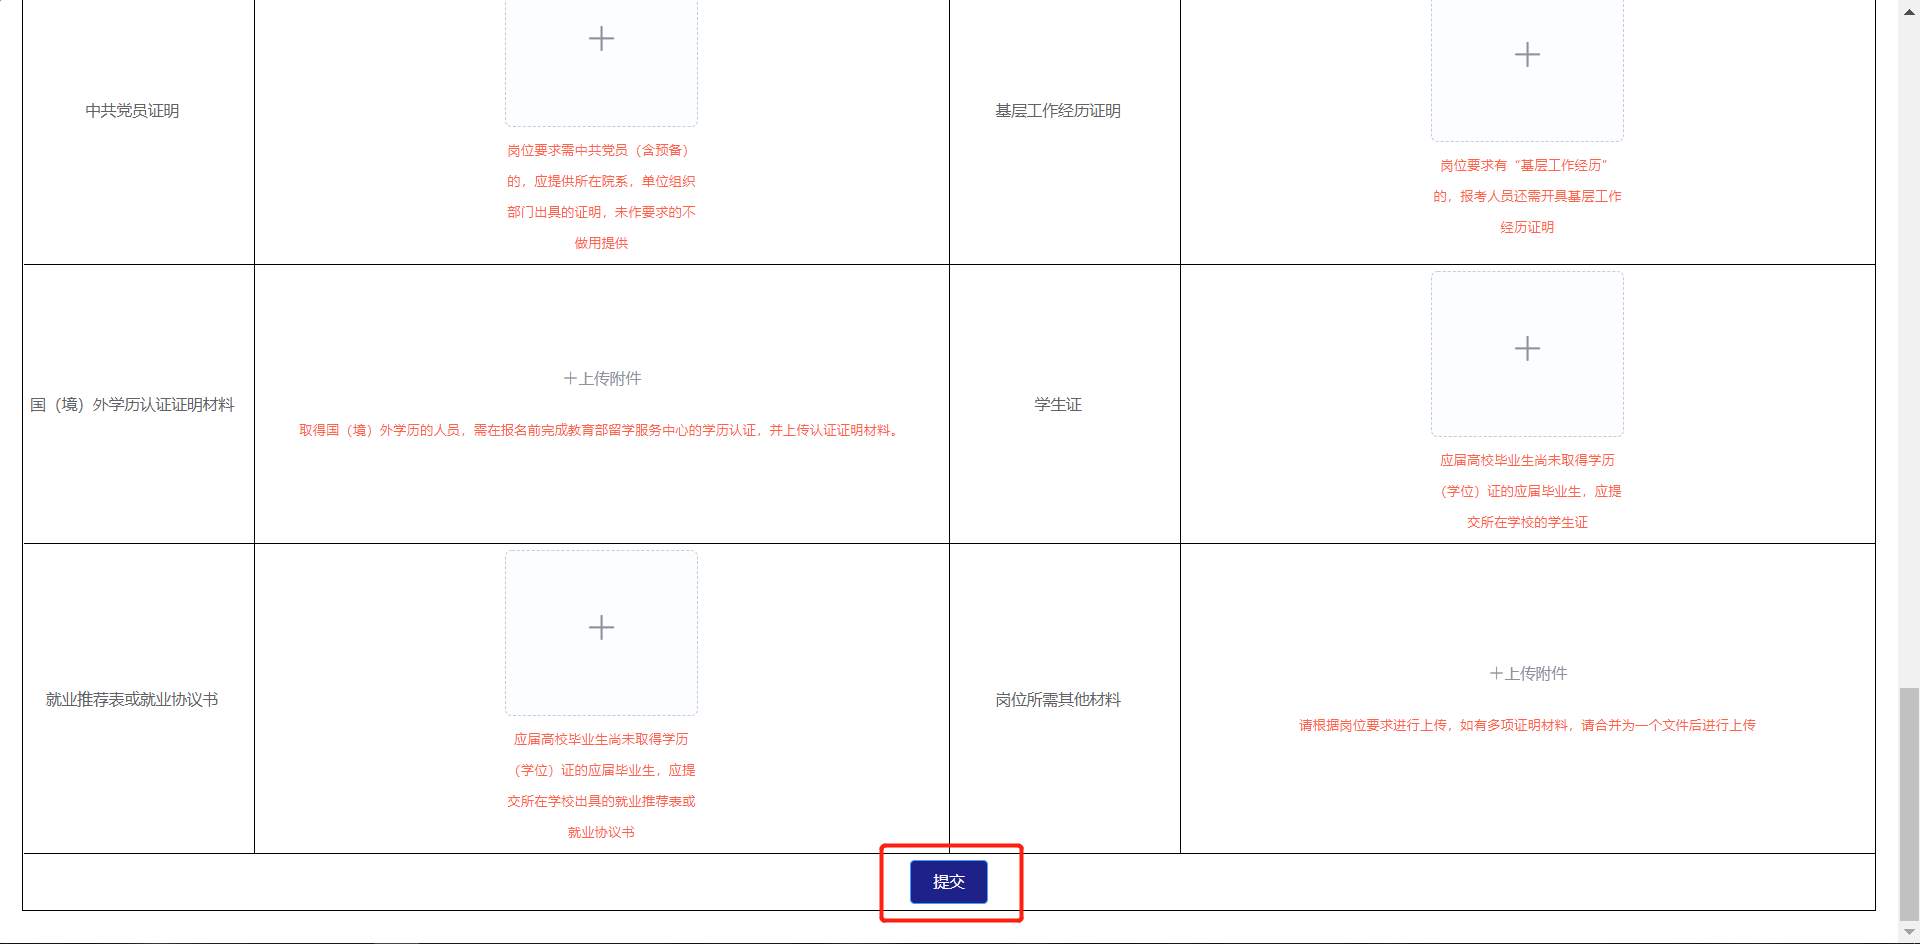 中共党员证明
岗位要求需中共党员（含预备）
的，应提供所在院系，单位组织
部门出具的证明，未作要求的不
做用提供
基层工作经历证明
岗位要求有“基层工作经历”
的，报考人员还需开具基层工作
经历证明
国（境）外学历认证证明材料
上传附件
取得国（境）外学历的人员，需在报名前完成教育部留学服务中心的学历认证，并上传认证证明材料。
学生证
应届高校毕业生尚未取得学历
（学位）证的应届毕业生，应提
交所在学校的学生证
就业推荐表或就业协议书
应届高校毕业生尚未取得学历
（学位）证的应届毕业生，应提
交所在学校出具的就业推荐表或
就业协议书
岗位所需其他材料
上传附件
请根据岗位要求进行上传，如有多项证明材料，请合并为一个文件后进行上传
提交